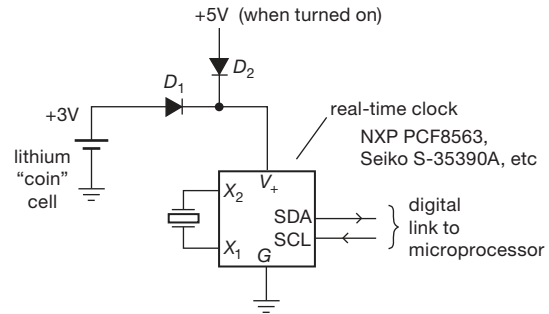 +5V (when turned on)
D1
D2
+3V
lithium
“coin”
cell
real-time clock
NXP PCF8563,
Seiko S-35390A, etc
X2
V+
SDA
SCL
X1
G
digital
link to
microprocessor